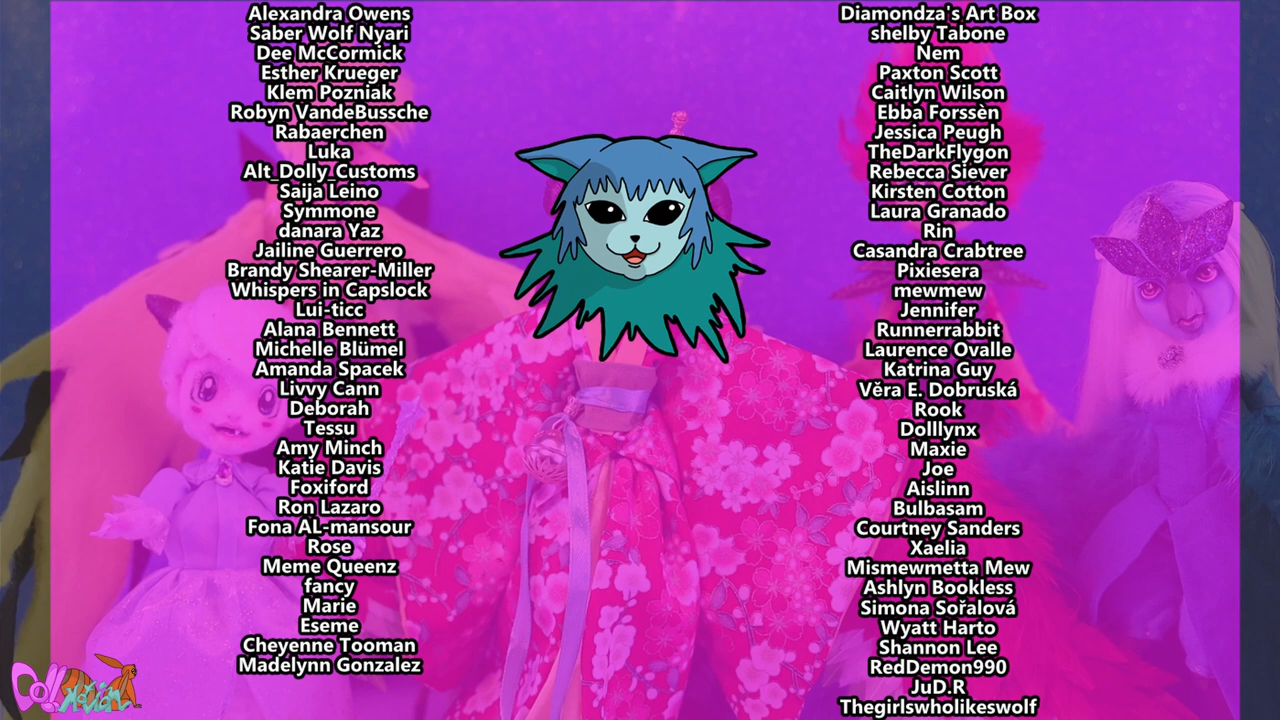 Alexandra Owens
Saber Wolf Nyari
Dee McCormick
Esther Krueger
Klem Pozniak
Robyn VandeBussche
Rabaerchen
Luka
Alt_Dolly_Customs
Saija Leino
Symmone
danara Yaz
Jailine Guerrero
Brandy Shearer-Miller
Whispers in Capslock
Lui-ticc
Alana Bennett
Michelle Blümel
Amanda Spacek
Livvy Cann
Deborah
Tessu
Amy Minch
Katie Davis
Foxiford
Ron Lazaro
Fona AL-mansour
Rose
Meme Queenz
fancy
Marie
Eseme
Cheyenne Tooman
Madelynn Gonzalez
Diamondza's Art Box
shelby Tabone
Nem
Paxton Scott
Caitlyn Wilson
Ebba Forssèn
Jessica Peugh
TheDarkFlygon
Rebecca Siever
Kirsten Cotton
Laura Granado
Rin
Casandra Crabtree
Pixiesera
mewmew
Jennifer
Runnerrabbit
Laurence Ovalle
Katrina Guy
Věra E. Dobruská
Rook
Dolllynx
Maxie
Joe
Aislinn
Bulbasam
Courtney Sanders
Xaelia
Mismewmetta Mew
Ashlyn Bookless
Simona Sořalová
Wyatt Harto
Shannon Lee
RedDemon990
JuD.R
Thegirlswholikeswolf